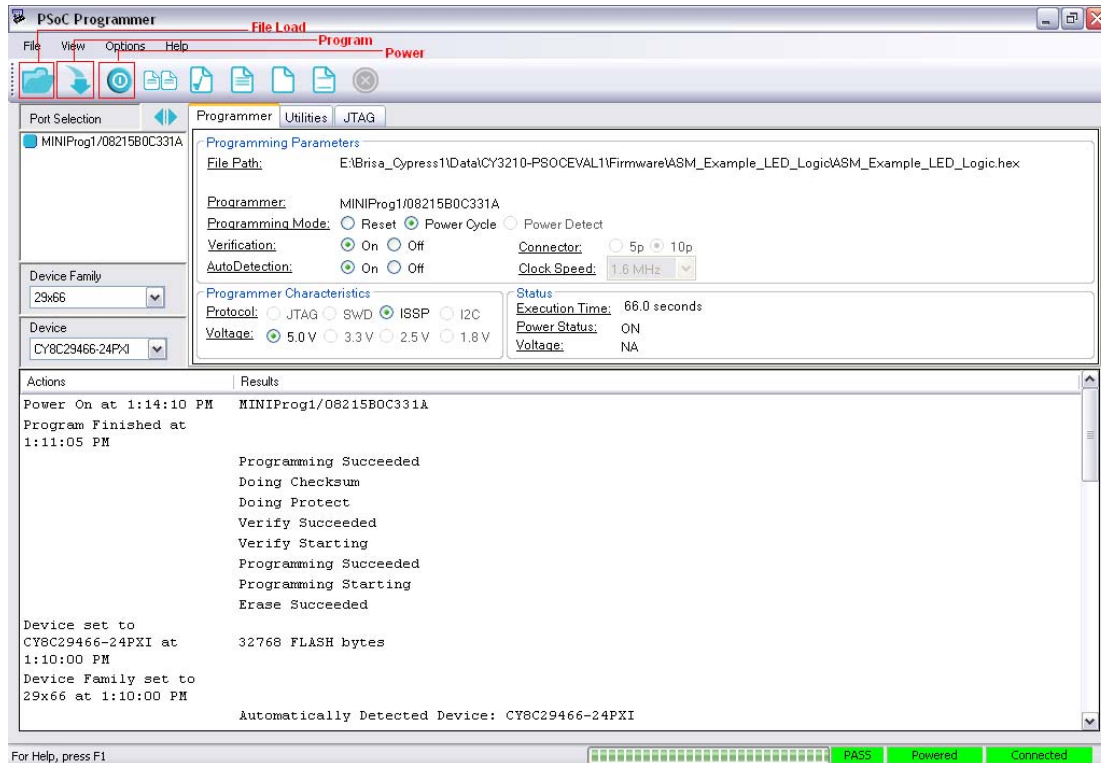 PSoC Programmer
File Load
Program
Power
File View Options Help
Port Selection
MINIProg1/08215B0C331A
Programmer Utilities JTAG
Programming Parameters
File Path: E:\Brisa_Cypress1\Data\CY3210-PSOCEVAL1\Firmware\ASM_Example_LED_Logic\ASM_Example_LED_Logic.hex
Programmer: MINIProg1/08215B0C331A
Programming Mode: Reset Power Cycle Power Detect
Verification: On Off Connector: 5p 10p
AutoDetection: On Off Clock Speed: 1.6 MHz
Device Family
29x66
Device
CY8C29466-24PXI
Programmer Characteristics
Protocol: JTAG SWD ISSP I2C
Voltage: 5.0 V 3.3 V 2.5 V 1.8 V
Status
Execution Time: 66.0 seconds
Power Status: ON
Voltage: NA
Actions Results
Power On at 1:14:10 PM MINIProg1/08215B0C331A
Program Finished at
1:11:05 PM
Programming Succeeded
Doing Checksum
Doing Protect
Verify Succeeded
Verify Starting
Programming Succeeded
Programming Starting
Erase Succeeded
Device set to
CY8C29466-24PXI at 32768 FLASH bytes
1:10:00 PM
Device Family set to
29x66 at 1:10:00 PM
Automatically Detected Device: CY8C29466-24PXI
For Help, press F1 PASS Powered Connected